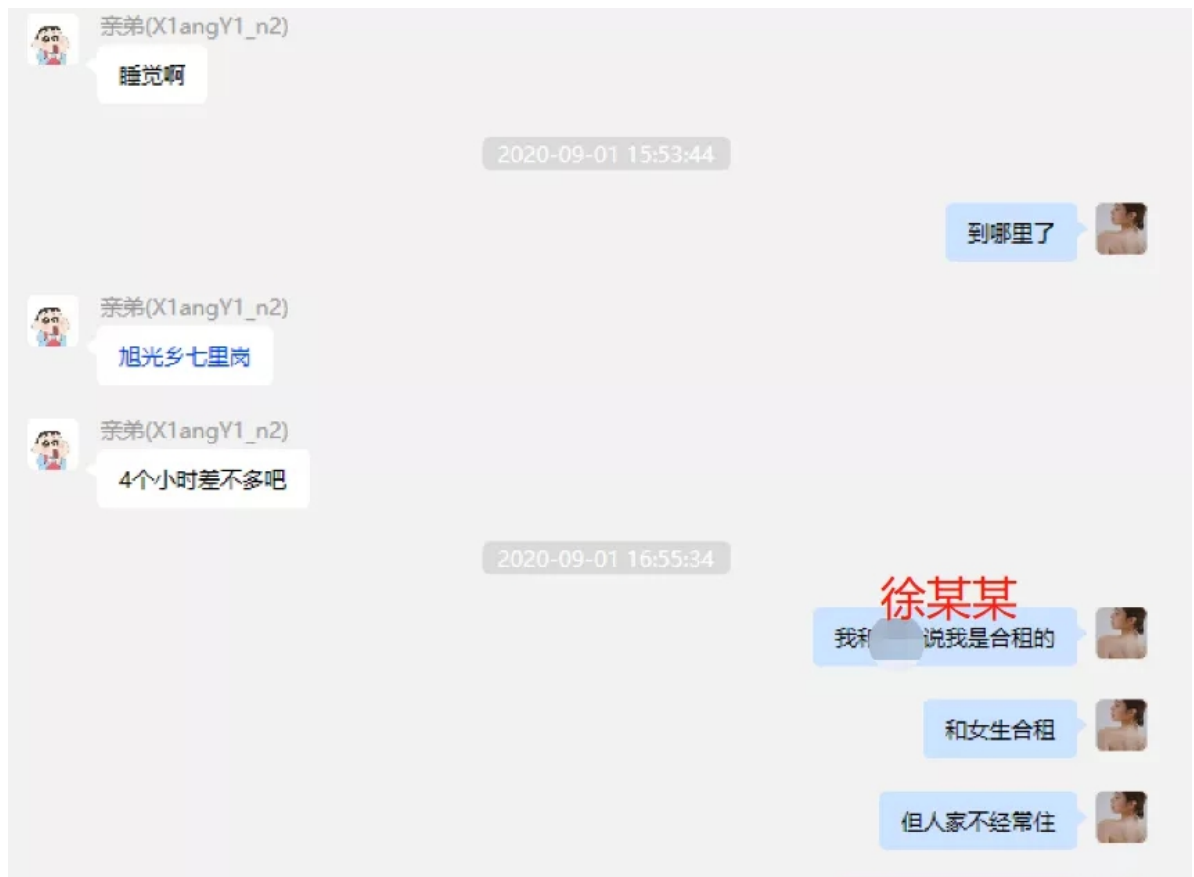 亲弟(X1angY1_n2)
睡觉啊
2020-09-01 15:53:44
到哪里了
亲弟(X1angY1_n2)
旭光乡七里岗
亲弟(X1angY1_n2)
4个小时差不多吧
2020-09-01 16:55:34
徐某某
我和 说我是合租的
和女生合租
但人家不经常住